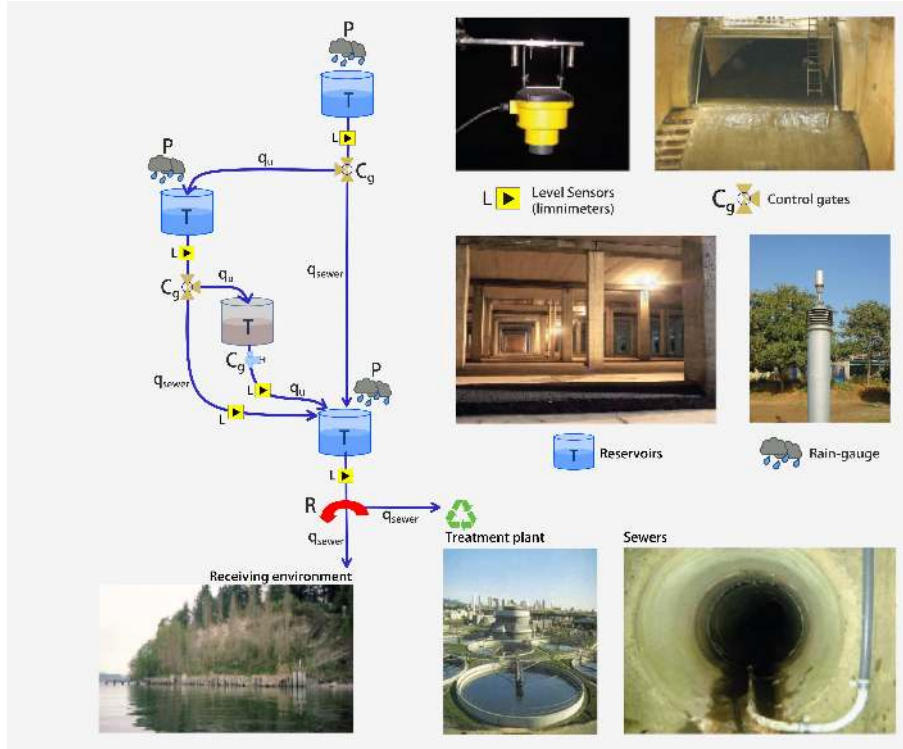 P
T
L
C_g
q_u
P
T
L
C_g
q_u
T
C_g
q_sewer
q_sewer
L
q_u
L
P
T
L
R
q_sewer
q_sewer
L Level Sensors
(limnimeters)
C_g Control gates
T Reservoirs
Rain-gauge
Treatment plant
Sewers
Receiving environment